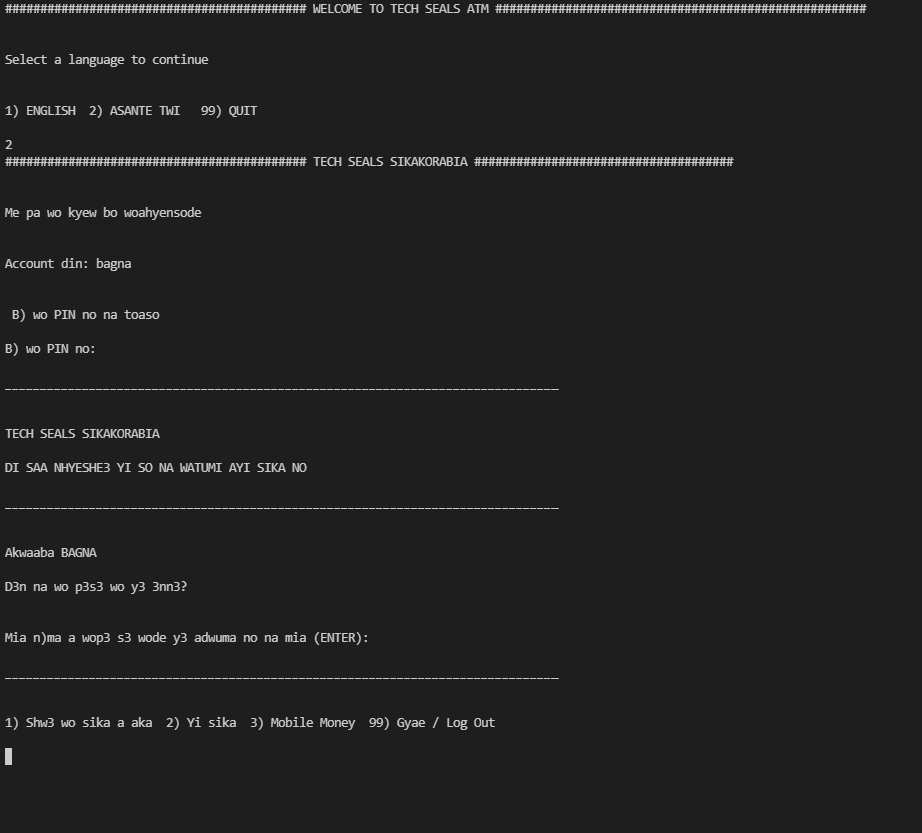 ########################################### WELCOME TO TECH SEALS ATM #####################################################
Select a language to continue
1) ENGLISH  2) ASANTE TWI   99) QUIT
2
########################################### TECH SEALS SIKAKORABIA #####################################
Me pa wo kyew bo woahyensode
Account din: bagna
B) wo PIN no na toaso
B) wo PIN no:
_______________________________________________________________________________
TECH SEALS SIKAKORABIA
DI SAA NHYESHE3 YI SO NA WATUMI AYI SIKA NO
_______________________________________________________________________________
Akwaaba BAGNA
D3n na wo p3s3 wo y3 3nn3?
Mia n)ma a wop3 s3 wode y3 adwuma no na mia (ENTER):
_______________________________________________________________________________
1) Shw3 wo sika a aka  2) Yi sika  3) Mobile Money  99) Gyae / Log Out